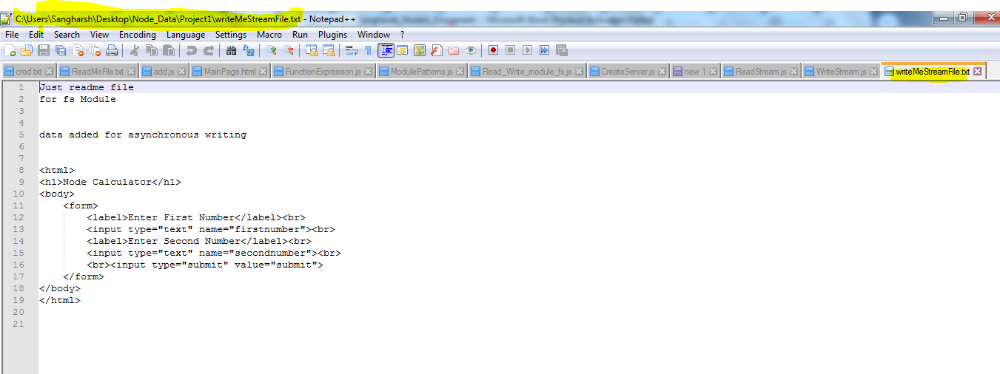 C:\Users\Sangharsh\Desktop\Node_Data\Project1\writeMeStreamFile.txt - Notepad++
File Edit Search View Encoding Language Settings Macro Run Plugins Window ?
cred.txt ReadMeFile.txt add.js MainPage.html FunctionExpression.js ModulePatterns.js Read_Write_module_fs.js CreateServer.js new 1 ReadStream.js WriteStream.js writeMeStreamFile.txt
1 Just readme file
2 for fs Module
3
4
5 data added for asynchronous writing
6
7
8 <html>
9 <h1>Node Calculator</h1>
10 <body>
11 <form>
12 <label>Enter First Number</label><br>
13 <input type="text" name="firstnumber"><br>
14 <label>Enter Second Number</label><br>
15 <input type="text" name="secondnumber"><br>
16 <br><input type="submit" value="submit">
17 </form>
18 </body>
19 </html>
20
21